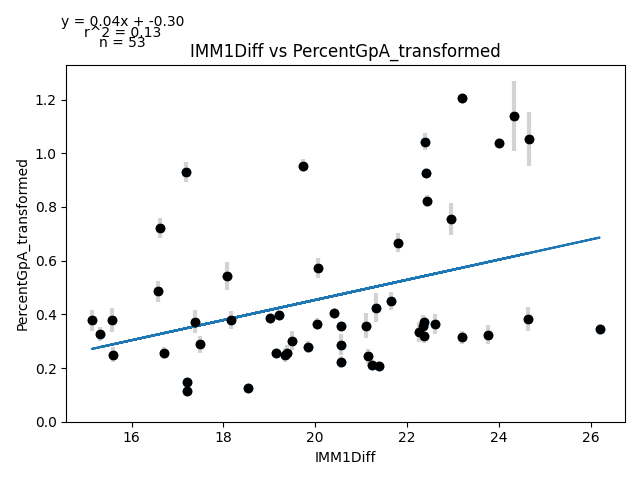 y = 0.04x + -0.30
r^2 = 0.13
n = 53
IMM1Diff vs PercentGpA_transformed
PercentGpA_transformed
1.2
1.0
0.8
0.6
0.4
0.2
0.0
16 18 20 22 24 26
IMM1Diff